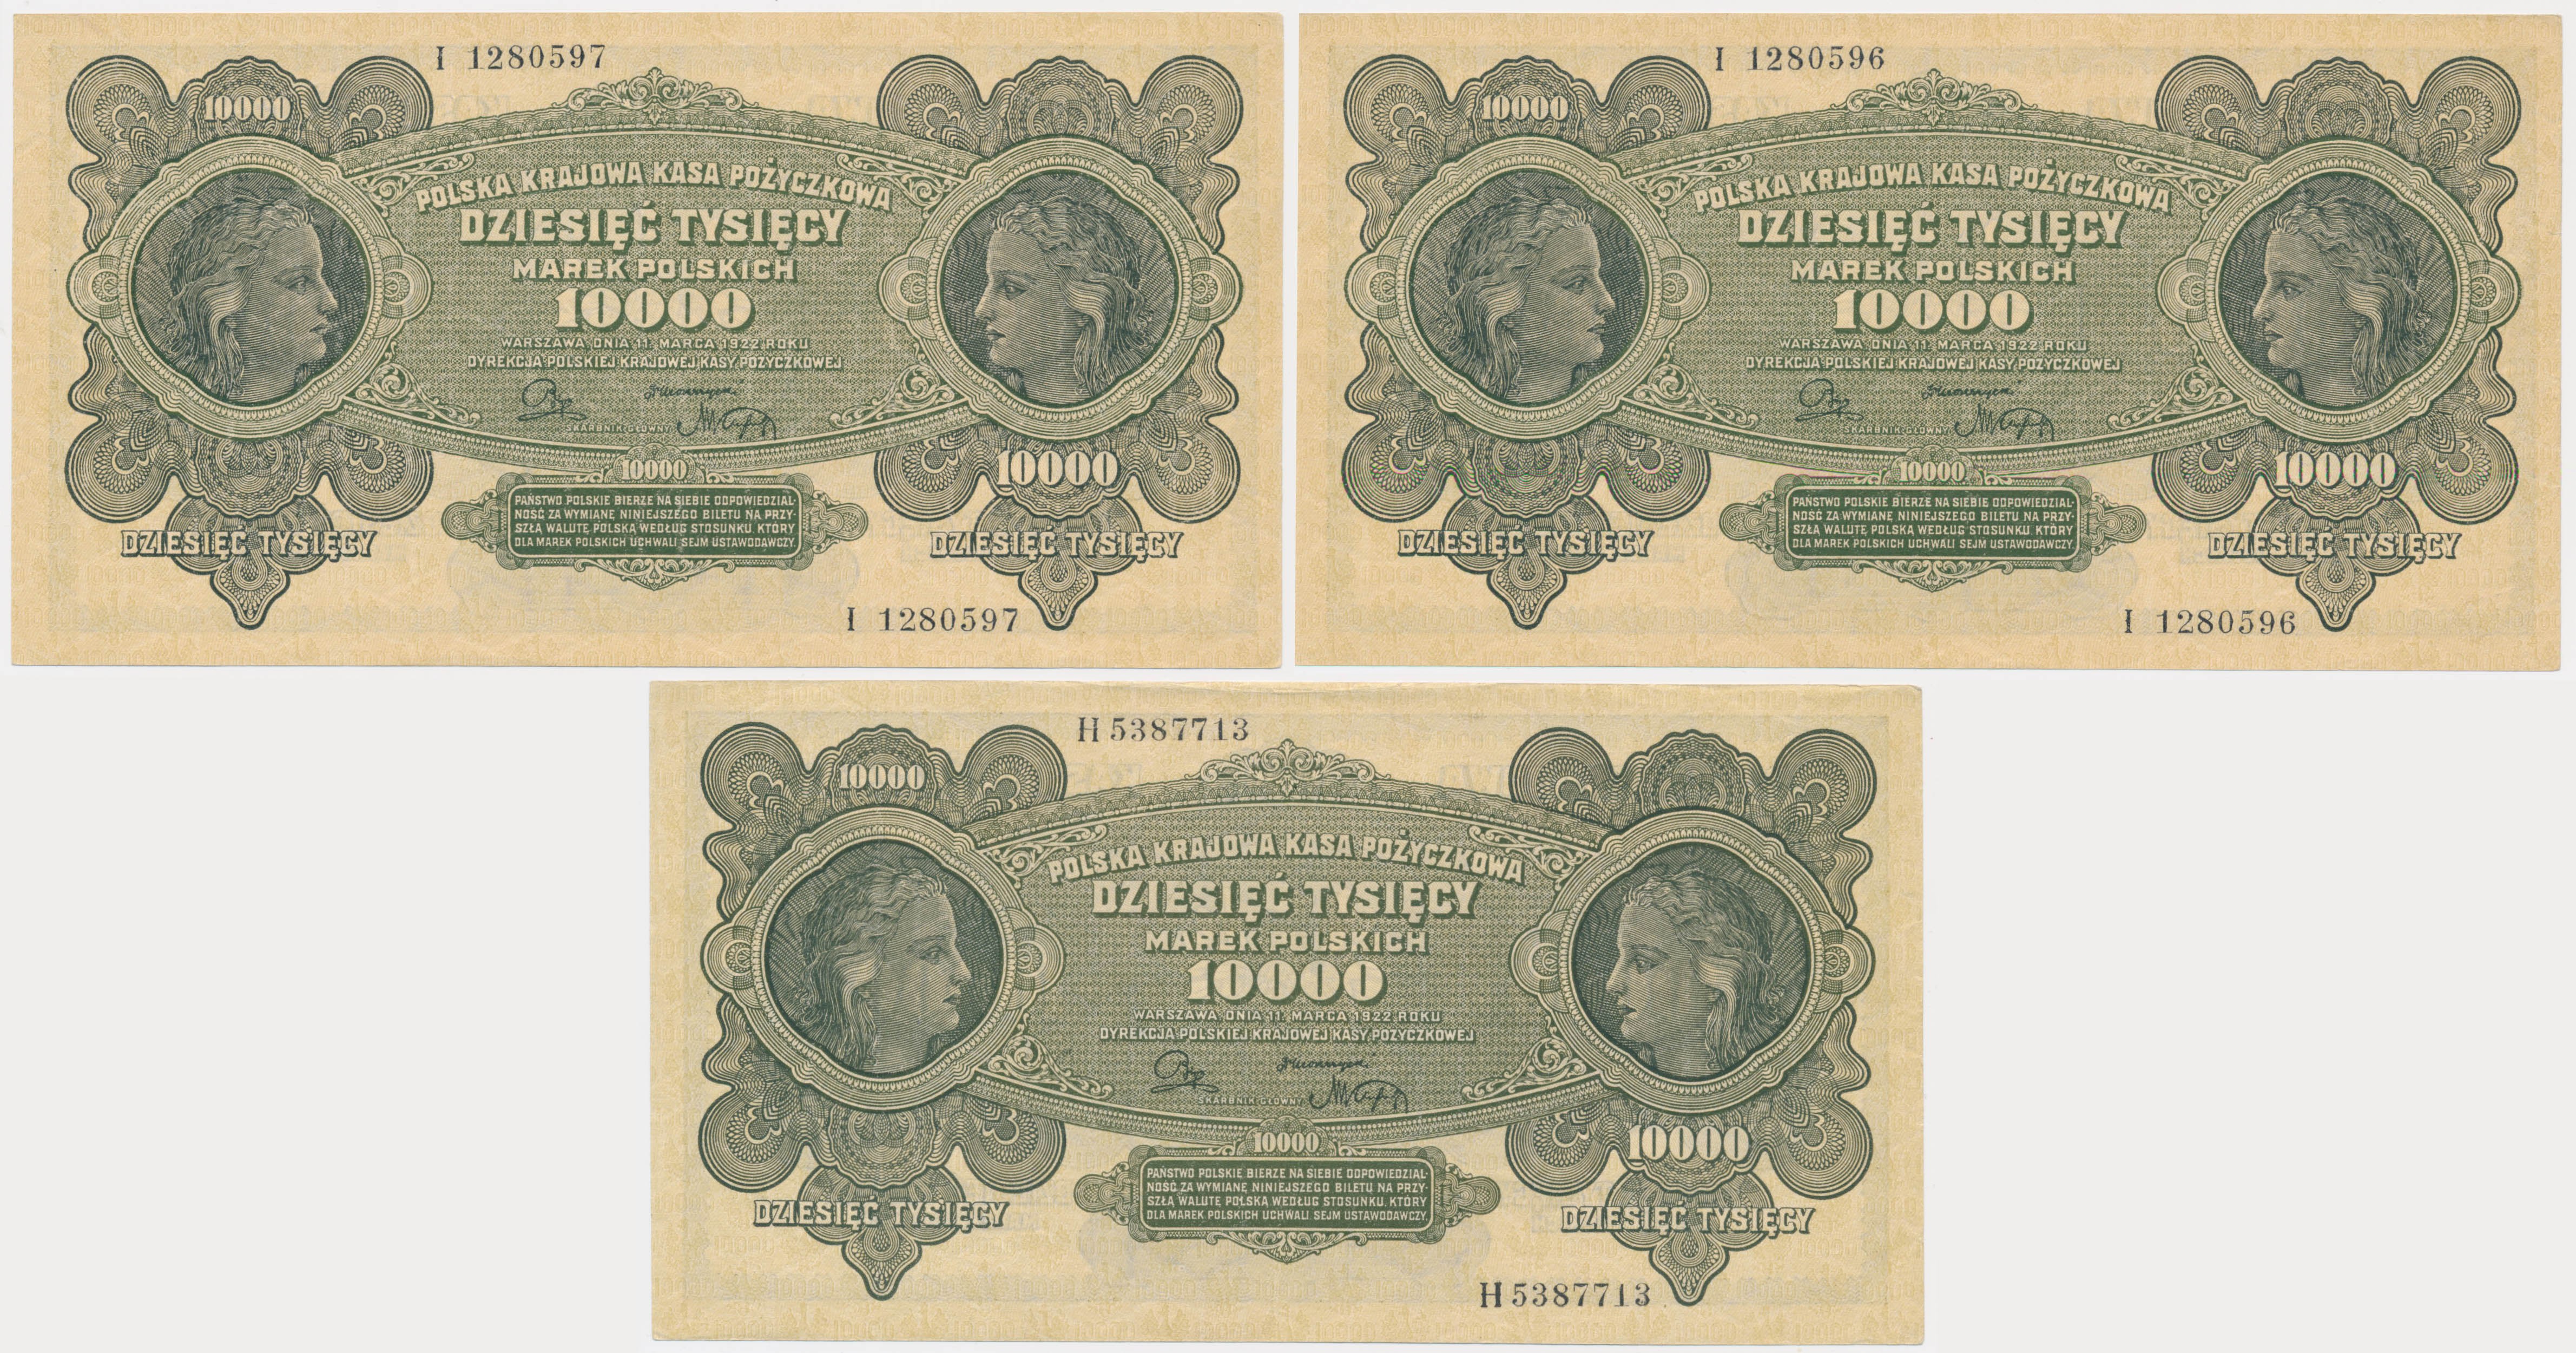 I 1280597
10000
POLSKA KRAJOWA KASA POŻYCZKOWA
DZIESIĘĆ TYSIĘCY
MAREK POLSKICH
10000
WARSZAWA, DNIA 11. MARCA 1922 ROKU
DYREKCJA POLSKIEJ KRAJOWEJ KASY POŻYCZKOWEJ
SKARBNIK GŁÓWNY
10000
10000
PAŃSTWO POLSKIE BIERZE NA SIEBIE ODPOWIEDZIAL-
NOŚĆ ZA WYMIANĘ NINIEJSZEGO BILETU NA PRZY-
SZŁĄ WALUTĘ POLSKĄ WEDŁUG STOSUNKU, KTÓRY
DLA MAREK POLSKICH UCHWALI SEJM USTAWODAWCZY.
DZIESIĘĆ TYSIĘCY
DZIESIĘĆ TYSIĘCY
I 1280597
I 1280596
10000
POLSKA KRAJOWA KASA POŻYCZKOWA
DZIESIĘĆ TYSIĘCY
MAREK POLSKICH
10000
WARSZAWA, DNIA 11. MARCA 1922 ROKU
DYREKCJA POLSKIEJ KRAJOWEJ KASY POŻYCZKOWEJ
SKARBNIK GŁÓWNY
10000
10000
PAŃSTWO POLSKIE BIERZE NA SIEBIE ODPOWIEDZIAL-
NOŚĆ ZA WYMIANĘ NINIEJSZEGO BILETU NA PRZY-
SZŁĄ WALUTĘ POLSKĄ WEDŁUG STOSUNKU, KTÓRY
DLA MAREK POLSKICH UCHWALI SEJM USTAWODAWCZY.
DZIESIĘĆ TYSIĘCY
DZIESIĘĆ TYSIĘCY
I 1280596
H 5387713
10000
POLSKA KRAJOWA KASA POŻYCZKOWA
DZIESIĘĆ TYSIĘCY
MAREK POLSKICH
10000
WARSZAWA, DNIA 11. MARCA 1922 ROKU
DYREKCJA POLSKIEJ KRAJOWEJ KASY POŻYCZKOWEJ
SKARBNIK GŁÓWNY
10000
10000
PAŃSTWO POLSKIE BIERZE NA SIEBIE ODPOWIEDZIAL-
NOŚĆ ZA WYMIANĘ NINIEJSZEGO BILETU NA PRZY-
SZŁĄ WALUTĘ POLSKĄ WEDŁUG STOSUNKU, KTÓRY
DLA MAREK POLSKICH UCHWALI SEJM USTAWODAWCZY.
DZIESIĘĆ TYSIĘCY
DZIESIĘĆ TYSIĘCY
H 5387713